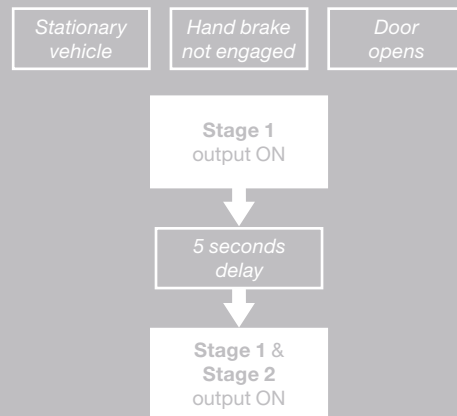 Stationary
vehicle
Hand brake
not engaged
Door
opens
Stage 1
output ON
5 seconds
delay
Stage 1 &
Stage 2
output ON